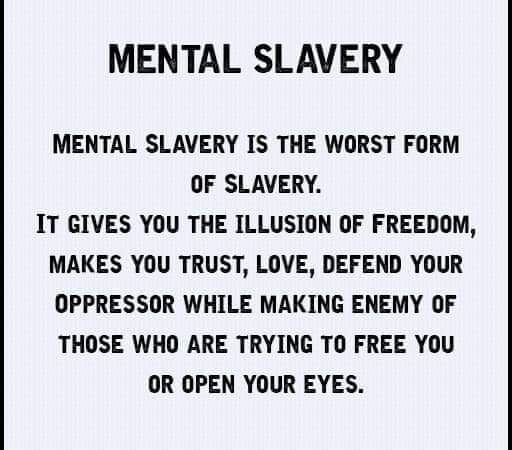 MENTAL SLAVERY
MENTAL SLAVERY IS THE WORST FORM
OF SLAVERY.
IT GIVES YOU THE ILLUSION OF FREEDOM,
MAKES YOU TRUST, LOVE, DEFEND YOUR
OPPRESSOR WHILE MAKING ENEMY OF
THOSE WHO ARE TRYING TO FREE YOU
OR OPEN YOUR EYES.